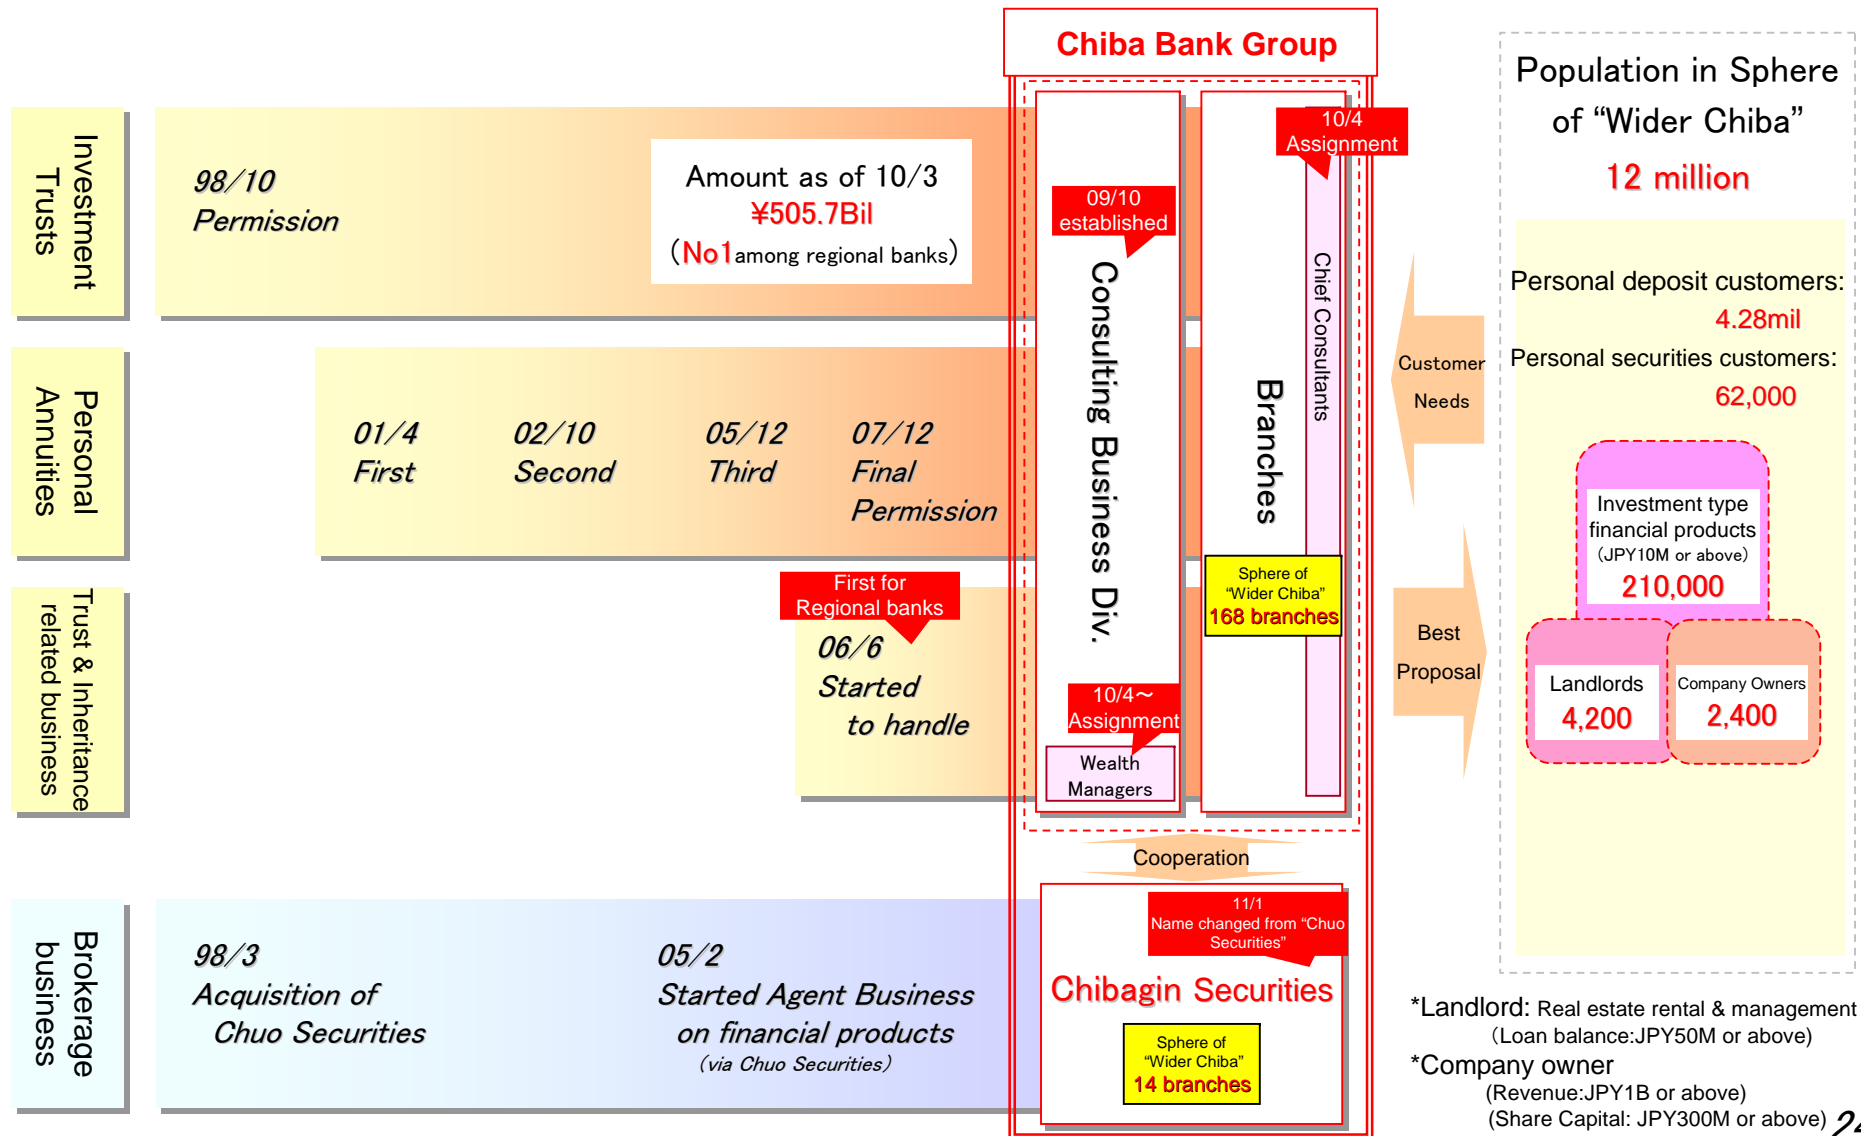 Chiba Bank Group
Investment
Trusts
98/10
Permission
Amount as of 10/3
¥505.7Bil
(No1among regional banks)
Personal
Annuities
01/4
First
02/10
Second
05/12
Third
07/12
Final
Permission
Trust & Inheritance
related business
First for
Regional banks
06/6
Started
to handle
09/10
established
Consulting Business Div.
10/4～
Assignment
Wealth
Managers
10/4
Assignment
Chief Consultants
Branches
Sphere of
“Wider Chiba”
168 branches
Cooperation
Brokerage
business
98/3
Acquisition of
Chuo Securities
05/2
Started Agent Business
on financial products
(via Chuo Securities)
11/1
Name changed from “Chuo
Securities”
Chibagin Securities
Sphere of
“Wider Chiba”
14 branches
Customer
Needs
Best
Proposal
Population in Sphere
of “Wider Chiba”
12 million
Personal deposit customers:
4.28mil
Personal securities customers:
62,000
Investment type
financial products
(JPY10M or above)
210,000
Landlords
4,200
Company Owners
2,400
*Landlord: Real estate rental & management
(Loan balance:JPY50M or above)
*Company owner
(Revenue:JPY1B or above)
(Share Capital: JPY300M or above)